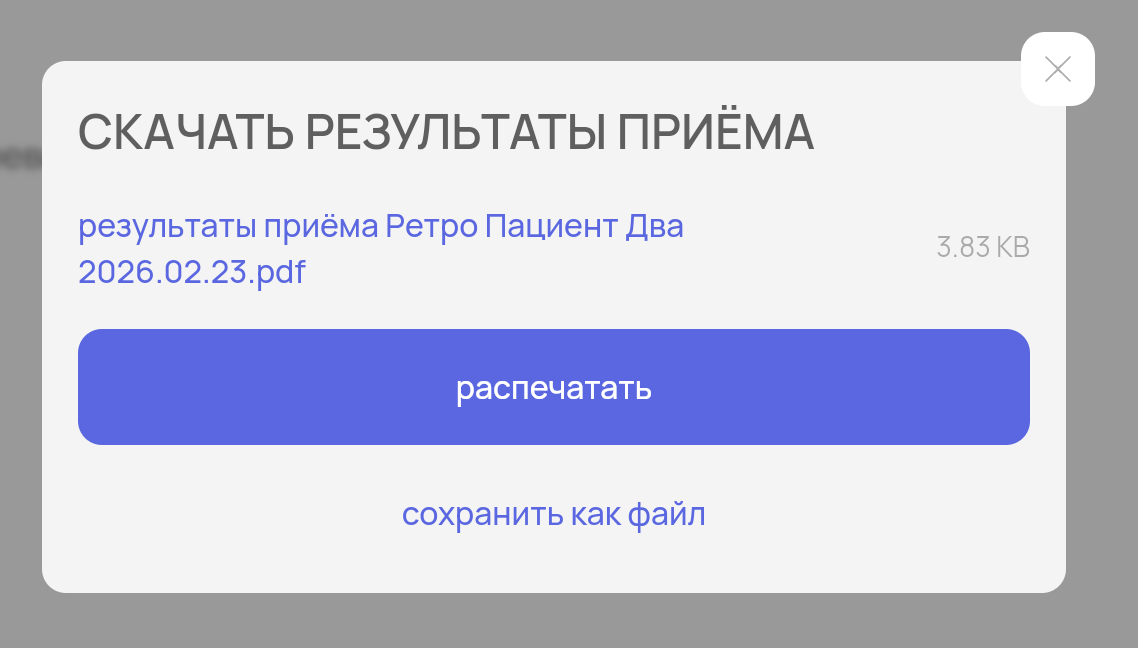 СКАЧАТЬ РЕЗУЛЬТАТЫ ПРИЁМА
результаты приёма Ретро Пациент Два
2026.02.23.pdf
3.83 KB
распечатать
сохранить как файл